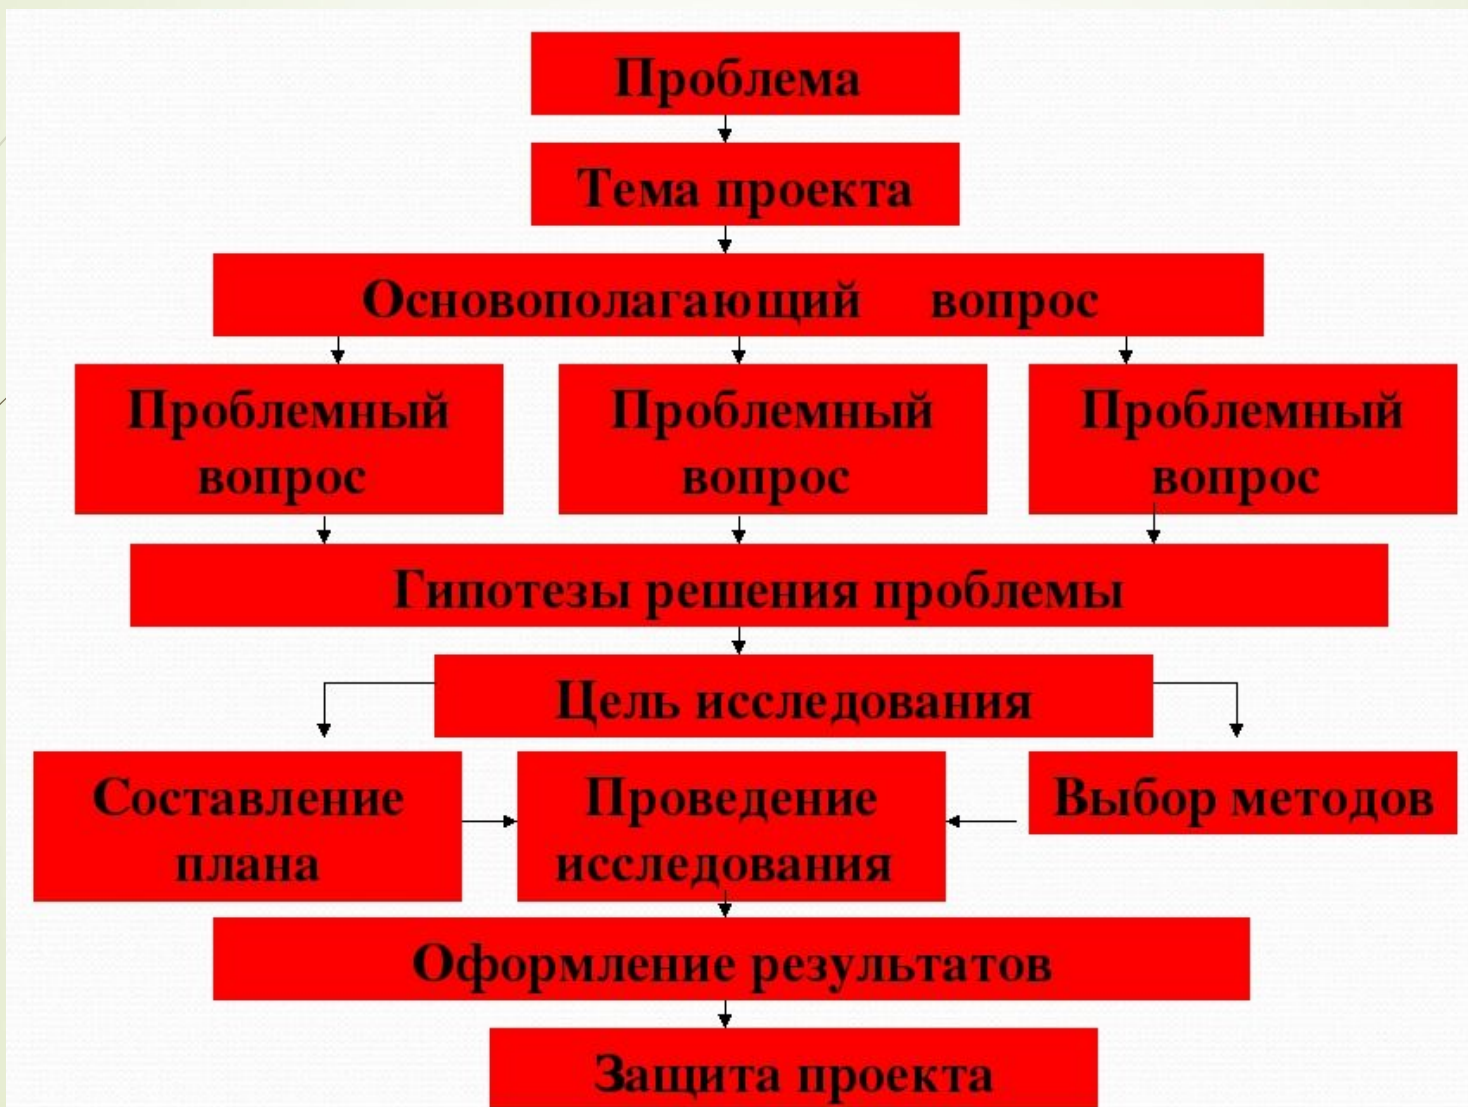 Проблема
Тема проекта
Основополагающий вопрос
Проблемный
вопрос
Проблемный
вопрос
Проблемный
вопрос
Гипотезы решения проблемы
Цель исследования
Составление
плана
Проведение
исследования
Выбор методов
Оформление результатов
Защита проекта